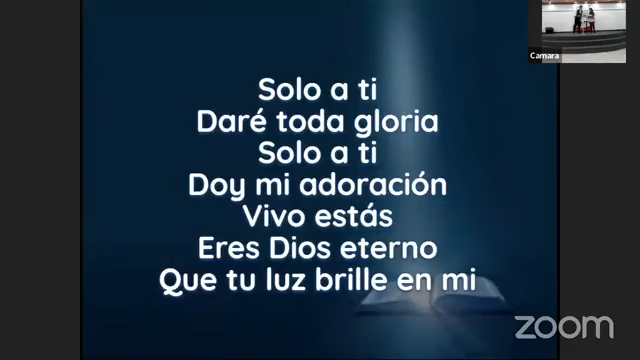 Camara
Solo a ti
Daré toda gloria
Solo a ti
Doy mi adoración
Vivo estás
Eres Dios eterno
Que tu luz brille en mi
zoom